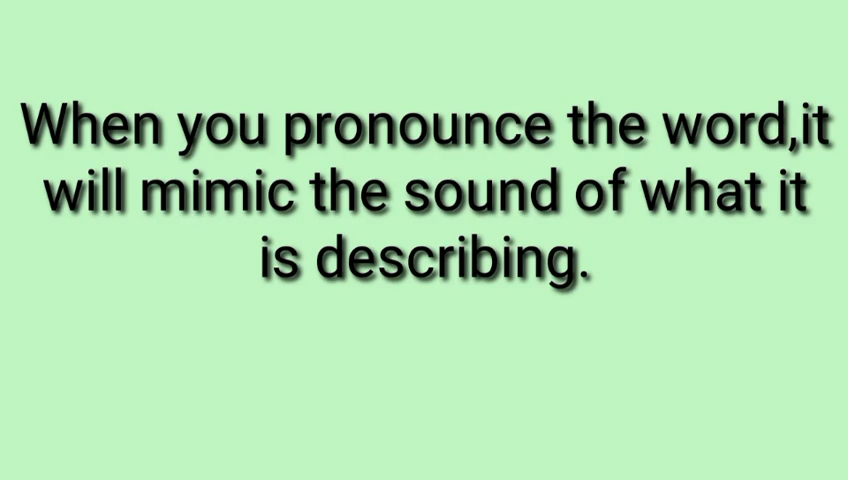 When you pronounce the word,it
will mimic the sound of what it
is describing.